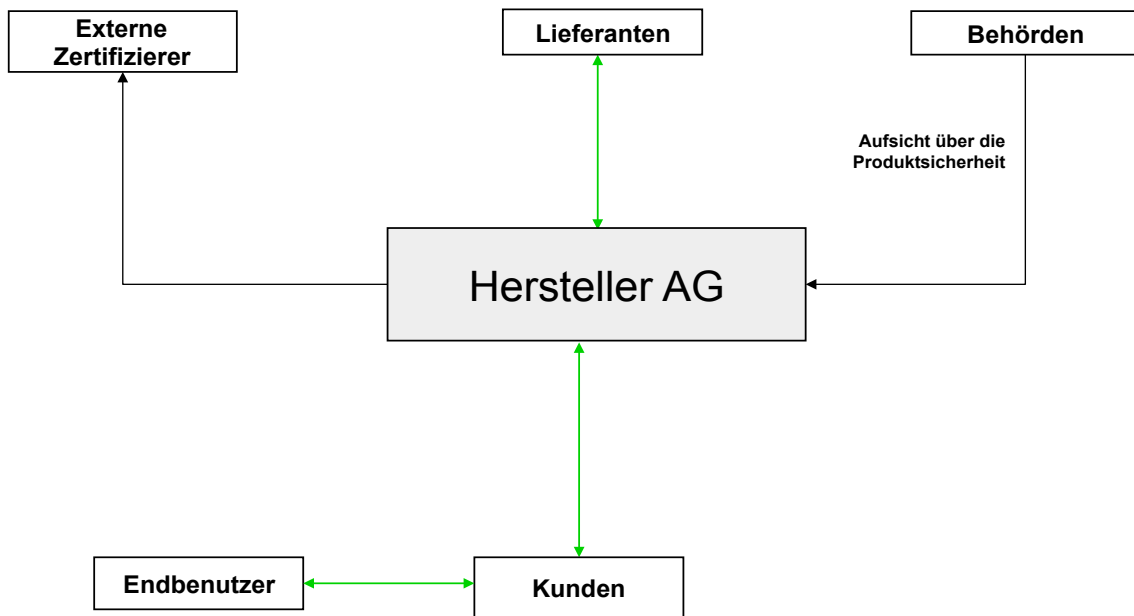 Externe
Zertifizierer
Lieferanten
Behörden
Aufsicht über die
Produktsicherheit
Hersteller AG
Endbenutzer
Kunden